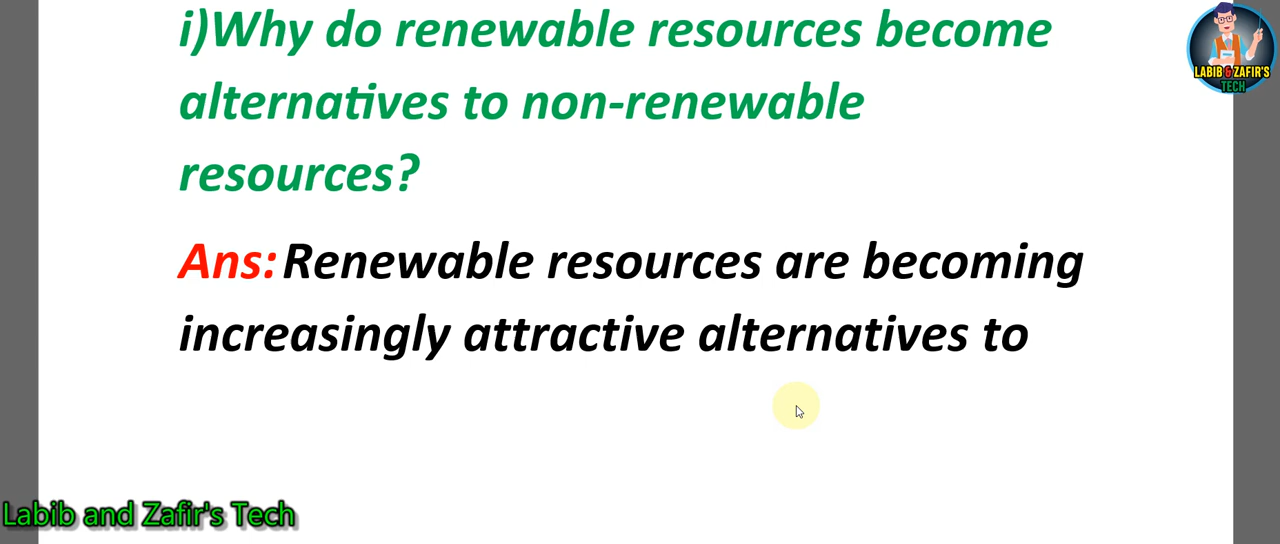 i)Why do renewable resources become
alternatives to non-renewable
resources?
Ans: Renewable resources are becoming
increasingly attractive alternatives to
LABIB & ZAFIR'S
TECH
Labib and Zafir's Tech